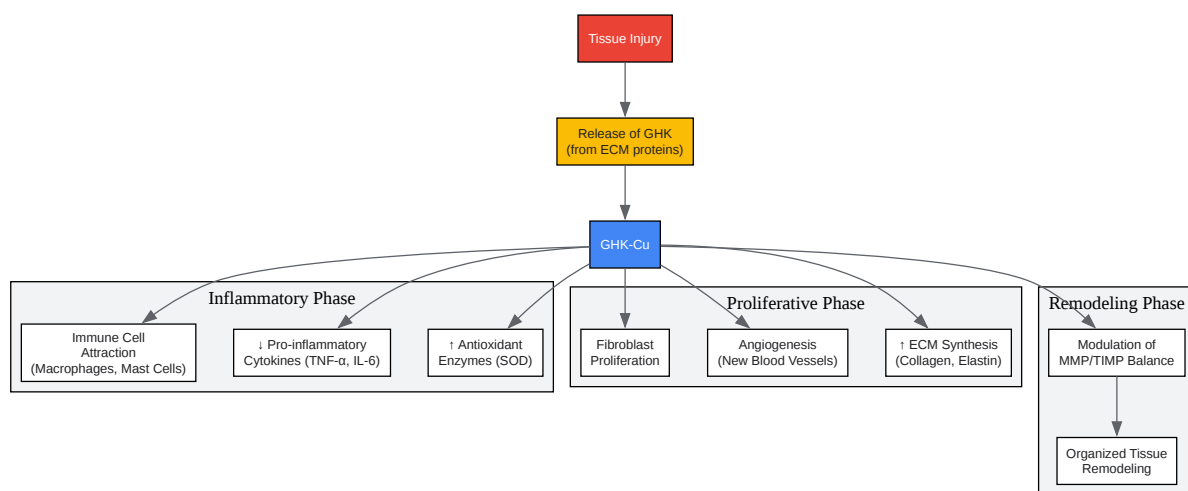 Tissue Injury
Release of GHK
(from ECM proteins)
GHK-Cu
Inflammatory Phase
Immune Cell
Attraction
(Macrophages, Mast Cells)
↓ Pro-inflammatory
Cytokines (TNF-α, IL-6)
↑ Antioxidant
Enzymes (SOD)
Proliferative Phase
Fibroblast
Proliferation
Angiogenesis
(New Blood Vessels)
↑ ECM Synthesis
(Collagen, Elastin)
Remodeling Phase
Modulation of
MMP/TIMP Balance
Organized Tissue
Remodeling